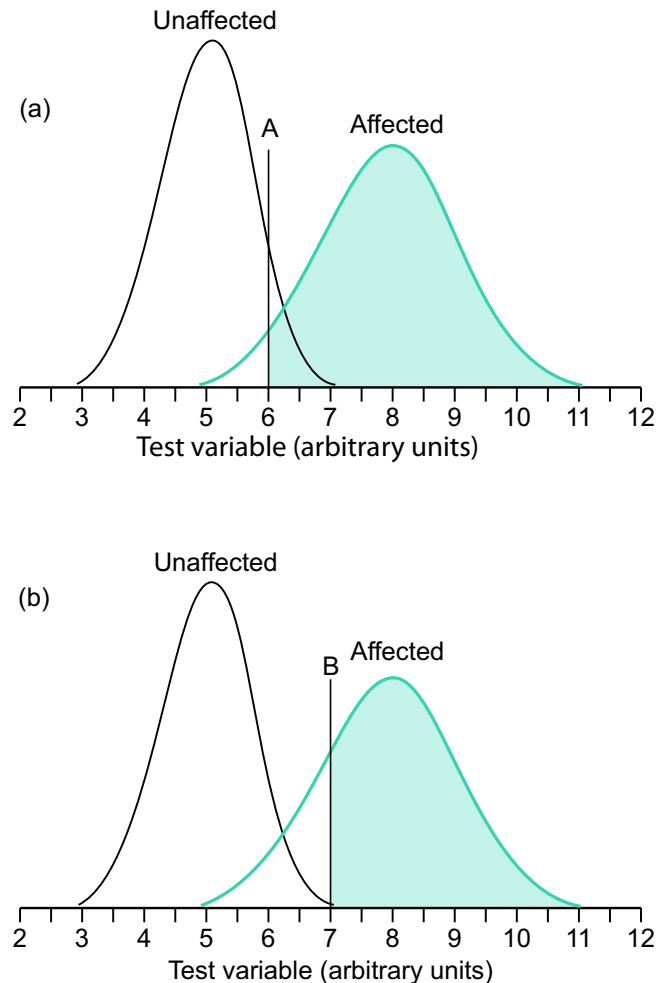 Unaffected
(a)
A
Affected
2 3 4 5 6 7 8 9 10 11 12
Test variable (arbitrary units)
Unaffected
(b)
B
Affected
2 3 4 5 6 7 8 9 10 11 12
Test variable (arbitrary units)